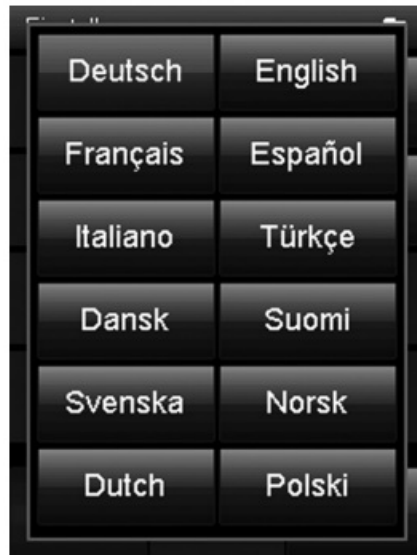 Deutsch English
Français Español
Italiano Türkçe
Dansk Suomi
Svenska Norsk
Dutch Polski